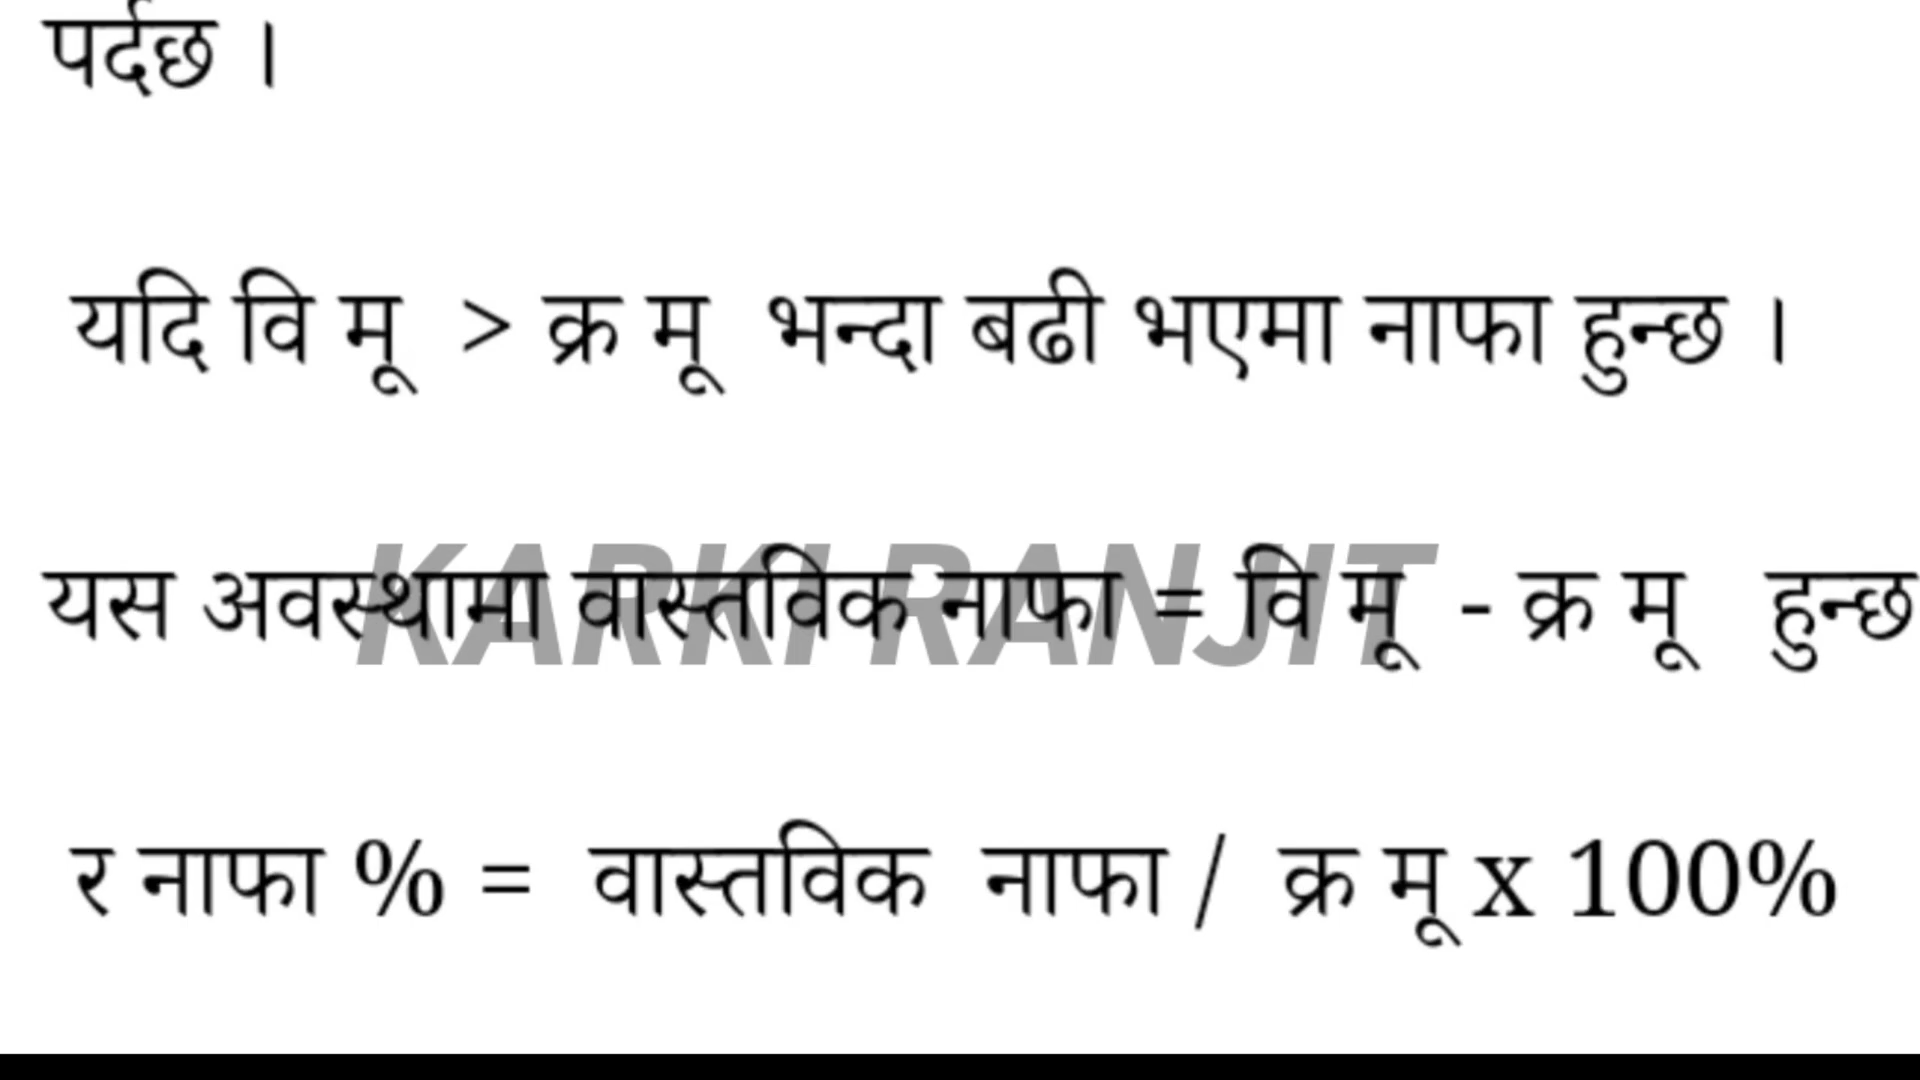 पर्दछ ।
यदि वि मू > क्र मू भन्दा बढी भएमा नाफा हुन्छ ।
यस अवस्थामा वास्तविक नाफा = वि मू - क्र मू हुन्छ
KARKI RANJIT
र नाफा % = वास्तविक नाफा / क्र मू x 100%